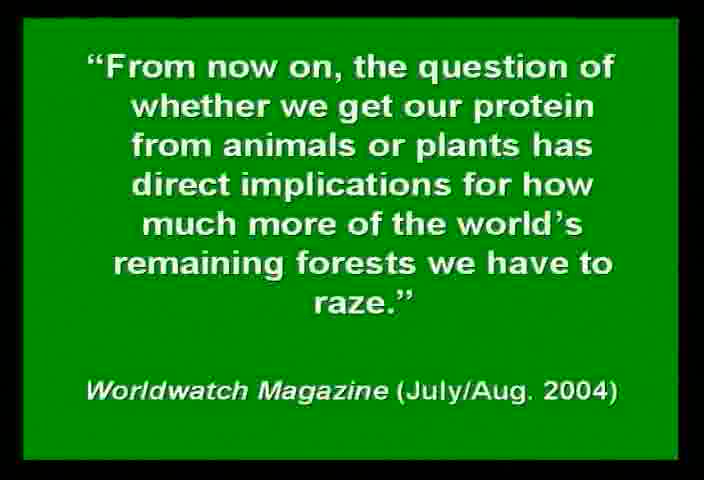 “From now on, the question of
whether we get our protein
from animals or plants has
direct implications for how
much more of the world’s
remaining forests we have to
raze.”
Worldwatch Magazine (July/Aug. 2004)